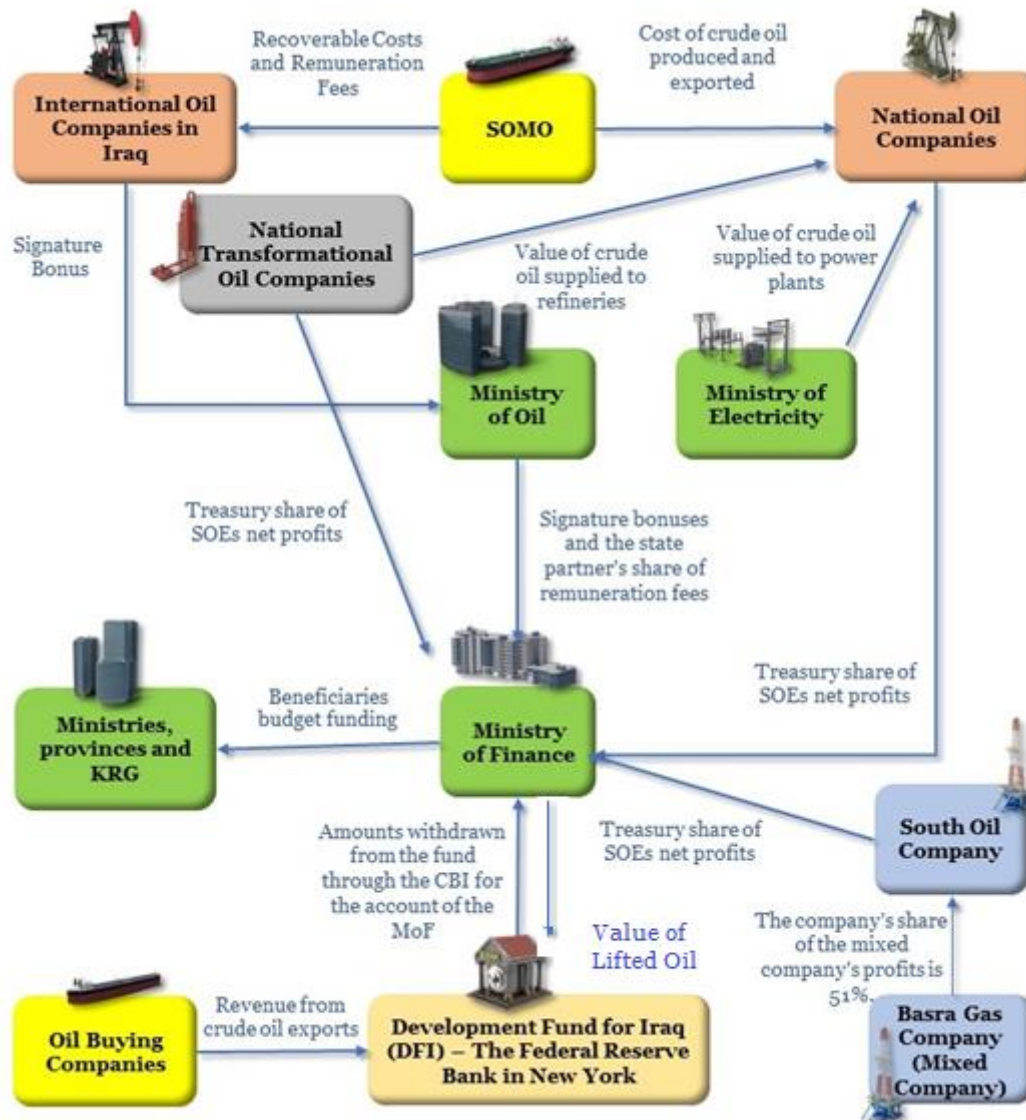 Recoverable Costs
and Remuneration
Fees
Cost of crude oil
produced and
exported
International Oil
Companies in
Iraq
SOMO
National Oil
Companies
Signature
Bonus
National
Transformational
Oil Companies
Value of crude
oil supplied to
refineries
Value of crude oil
supplied to power
plants
Ministry
of Oil
Ministry of
Electricity
Treasury share of
SOEs net profits
Signature bonuses
and the state
partner's share of
remuneration fees
Treasury share of
SOEs net profits
Ministries,
provinces and
KRG
Beneficiaries
budget funding
Ministry
of Finance
Amounts withdrawn
from the fund
through the CBI for
the account of the
MoF
Treasury share of
SOEs net profits
South Oil
Company
Value of
Lifted Oil
The company's share
of the mixed
company's profits is
51%.
Oil Buying
Companies
Revenue from
crude oil exports
Development Fund for Iraq
(DFI) – The Federal Reserve
Bank in New York
Basra Gas
Company
(Mixed
Company)